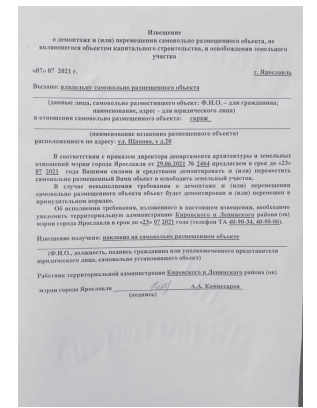 Извещение
о демонтаже и (или) перемещении самовольно размещенного объекта, не
являющегося объектом капитального строительства, и освобождении земельного
участка
«07» 07 2021 г. г. Ярославль
Выдано: владельцу самовольно размещенного объекта
(данные лица, самовольно разместившего объект: Ф.И.О. – для гражданина;
наименование, адрес – для юридического лица)
в отношении самовольно размещенного объекта: гараж
(наименование незаконно размещенного объекта)
расположенного по адресу: ул. Щапова, у д.20
В соответствии с приказом директора департамента архитектуры и земельных
отношений мэрии города Ярославля от 29.06.2021 № 2664 предлагаем в срок до «23»
07 2021 года Вашими силами и средствами демонтировать и (или) переместить
самовольно размещенный Вами объект и освободить земельный участок.
В случае невыполнения требования о демонтаже и (или) перемещении
самовольно размещенного объекта объект будет демонтирован и (или) перемещен в
принудительном порядке.
Об исполнении требования, изложенного в настоящем извещении, необходимо
уведомить территориальную администрацию Кировского и Ленинского района (ов)
мэрии города Ярославля в срок до «23» 07 2021 года (телефон ТА 40-90-34, 40-90-06).
Извещение получено: наклеено на самовольно размещенном объекте
(Ф.И.О., должность, подпись гражданина или уполномоченного представителя
юридического лица, самовольно установившего объект)
Работник территориальной администрации Кировского и Ленинского района (ов)
мэрии города Ярославля А.А. Комиссаров
(подпись)